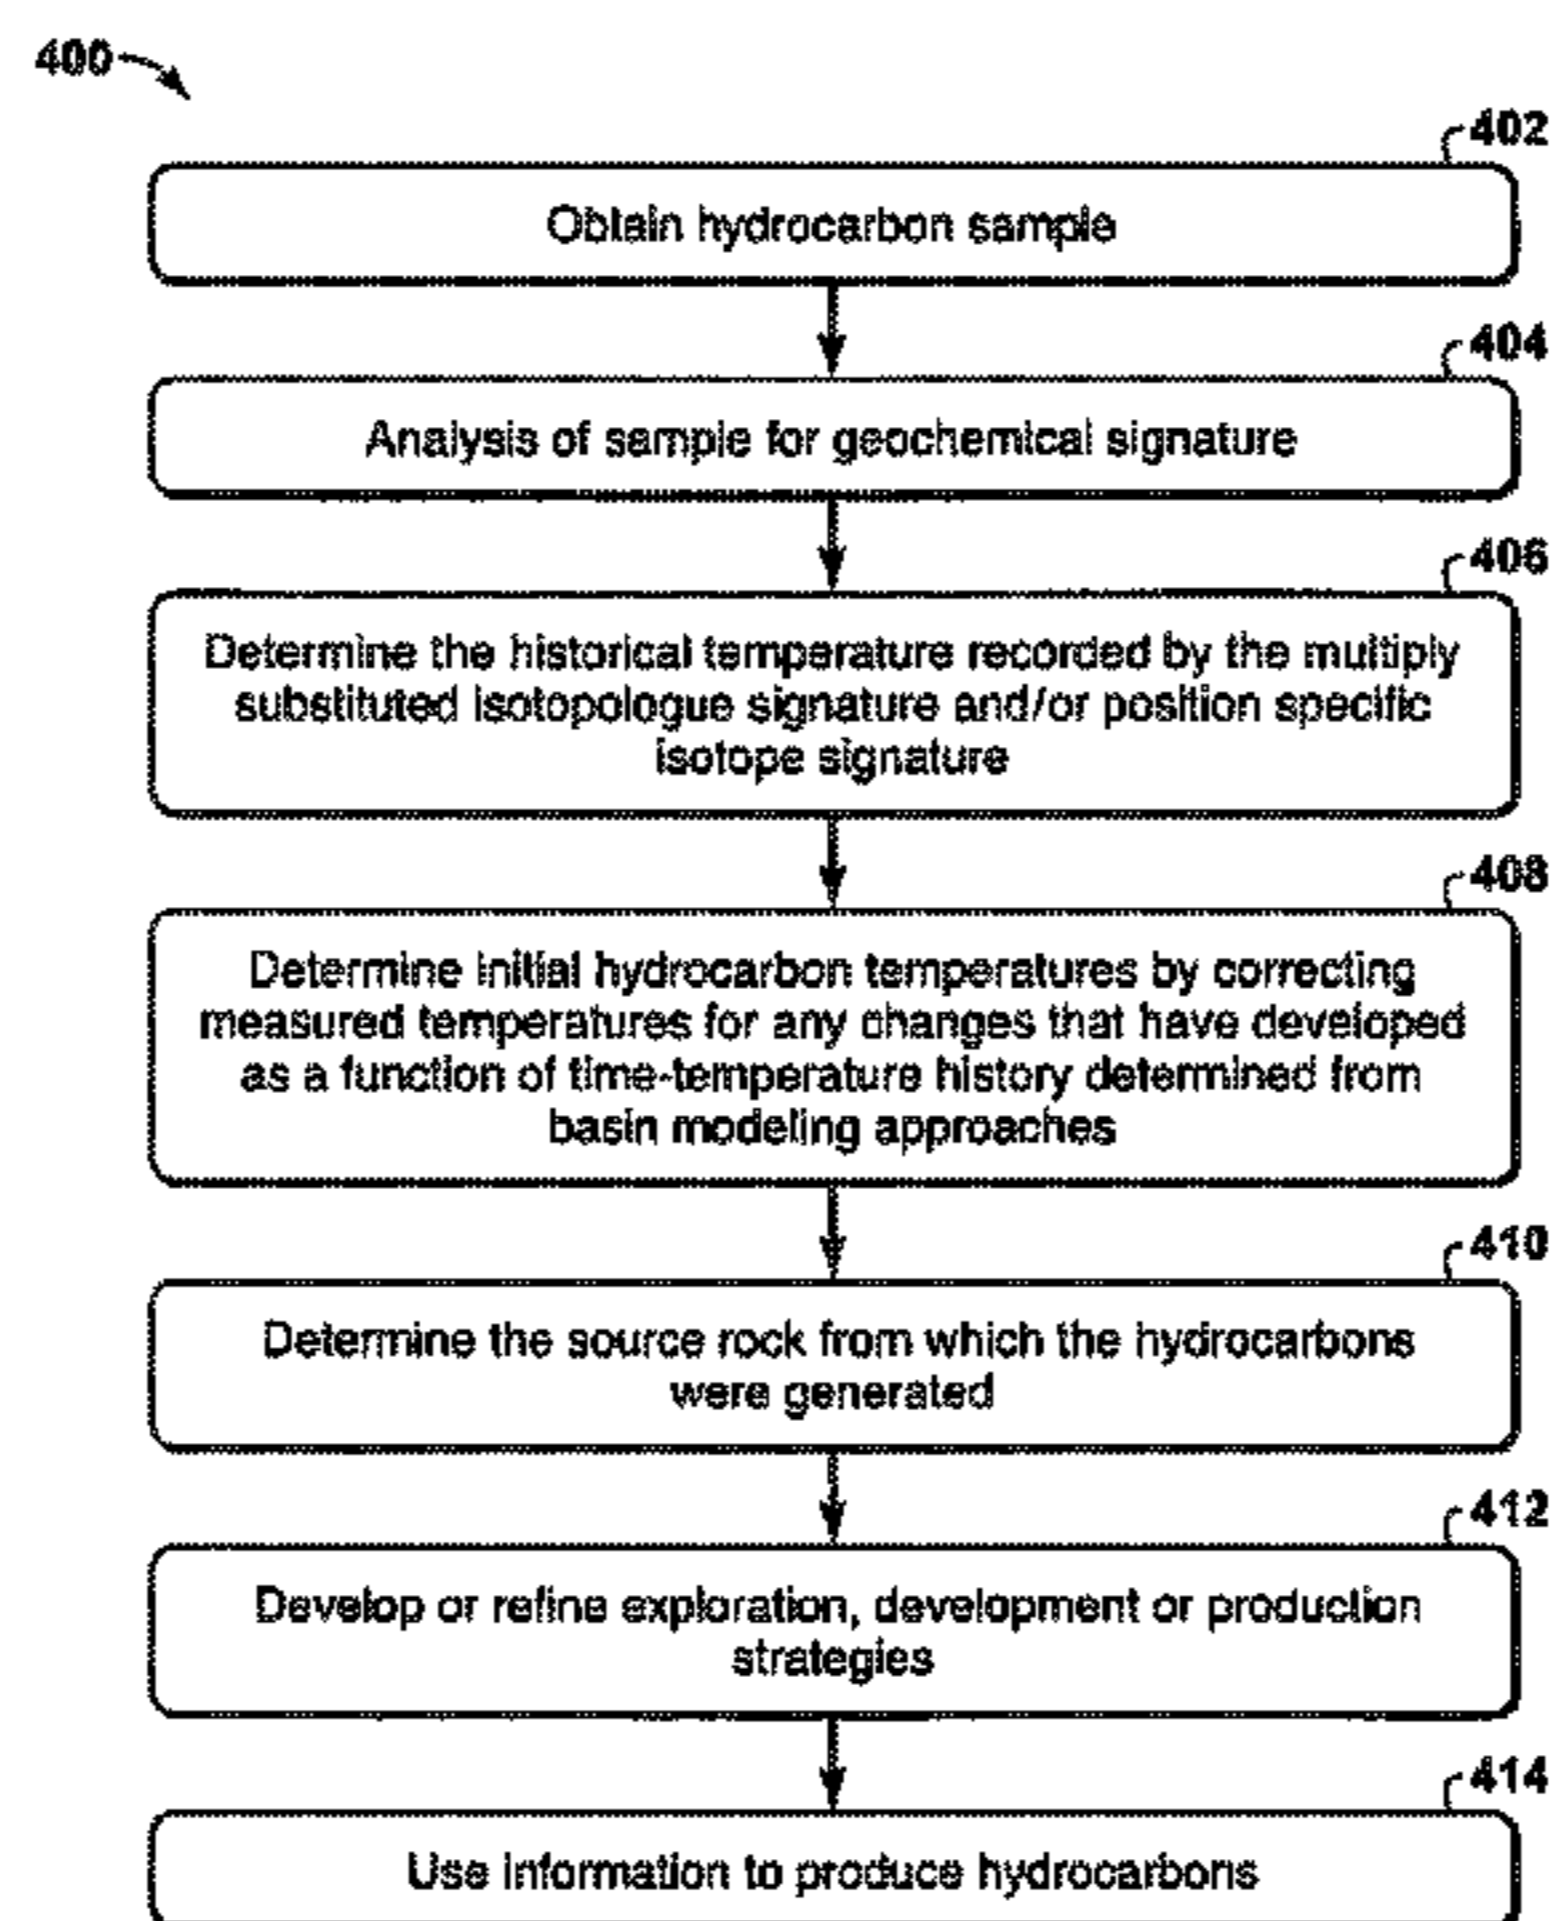 400
402
Obtain hydrocarbon sample
404
Analysis of sample for geochemical signature
406
Determine the historical temperature recorded by the multiply
substituted isotopologue signature and/or position specific
isotope signature
408
Determine initial hydrocarbon temperatures by correcting
measured temperatures for any changes that have developed
as a function of time-temperature history determined from
basin modeling approaches
410
Determine the source rock from which the hydrocarbons
were generated
412
Develop or refine exploration, development or production
strategies
414
Use information to produce hydrocarbons